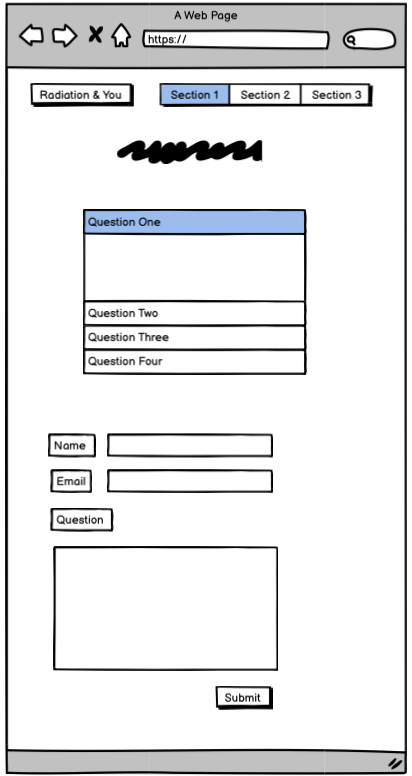 A Web Page
https://
Radiation & You
Section 1 Section 2 Section 3
Question One
Question Two
Question Three
Question Four
Name
Email
Question
Submit